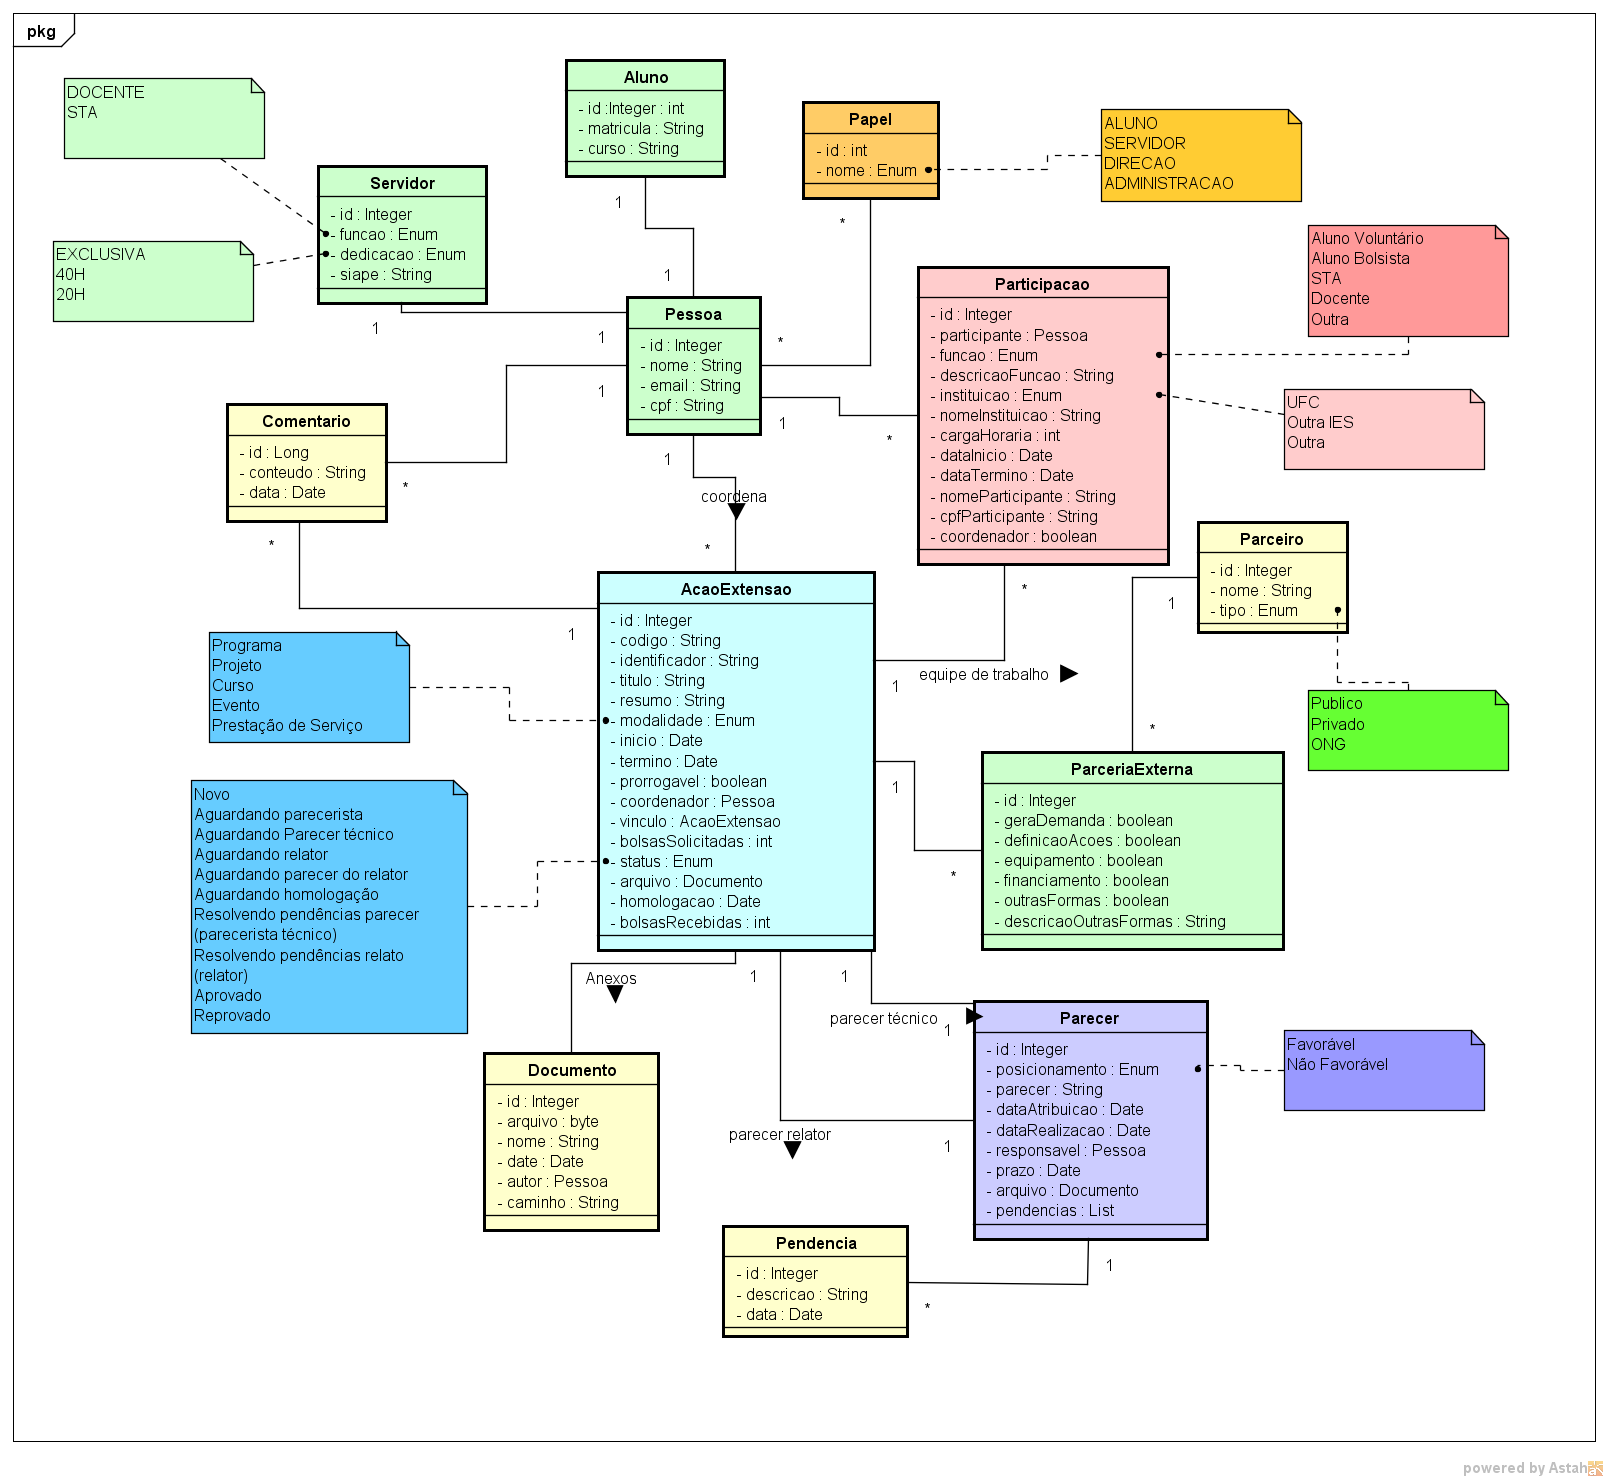 pkg
DOCENTE
STA
EXCLUSIVA
40H
20H
Servidor
- id : Integer
- funcao : Enum
- dedicacao : Enum
- siape : String
1
1
Aluno
- id :Integer : int
- matricula : String
- curso : String
1
1
Papel
- id : int
- nome : Enum
*
*
ALUNO
SERVIDOR
DIRECAO
ADMINISTRACAO
Pessoa
- id : Integer
- nome : String
- email : String
- cpf : String
1
1
*
1
*
Participacao
- id : Integer
- participante : Pessoa
- funcao : Enum
- descricaoFuncao : String
- instituicao : Enum
- nomeInstituicao : String
- cargaHoraria : int
- dataInicio : Date
- dataTermino : Date
- nomeParticipante : String
- cpfParticipante : String
- coordenador : boolean
Aluno Voluntário
Aluno Bolsista
STA
Docente
Outra
UFC
Outra IES
Outra
Comentario
- id : Long
- conteudo : String
- data : Date
*
1
coordena
*
AcaoExtensao
- id : Integer
- codigo : String
- identificador : String
- titulo : String
- resumo : String
- modalidade : Enum
- inicio : Date
- termino : Date
- prorrogavel : boolean
- coordenador : Pessoa
- vinculo : AcaoExtensao
- bolsasSolicitadas : int
- status : Enum
- arquivo : Documento
- homologacao : Date
- bolsasRecebidas : int
*
1
equipe de trabalho
Parceiro
- id : Integer
- nome : String
- tipo : Enum
1
*
Publico
Privado
ONG
Programa
Projeto
Curso
Evento
Prestação de Serviço
Novo
Aguardando parecerista
Aguardando Parecer técnico
Aguardando relator
Aguardando parecer do relator
Aguardando homologação
Resolvendo pendências parecer
(parecerista técnico)
Resolvendo pendências relato
(relator)
Aprovado
Reprovado
1
*
ParceriaExterna
- id : Integer
- geraDemanda : boolean
- definicaoAcoes : boolean
- equipamento : boolean
- financiamento : boolean
- outrasFormas : boolean
- descricaoOutrasFormas : String
Anexos
1
1
parecer técnico
1
Parecer
- id : Integer
- posicionamento : Enum
- parecer : String
- dataAtribuicao : Date
- dataRealizacao : Date
- responsavel : Pessoa
- prazo : Date
- arquivo : Documento
- pendencias : List
Favorável
Não Favorável
Documento
- id : Integer
- arquivo : byte
- nome : String
- date : Date
- autor : Pessoa
- caminho : String
parecer relator
1
Pendencia
- id : Integer
- descricao : String
- data : Date
1
*
powered by Astah